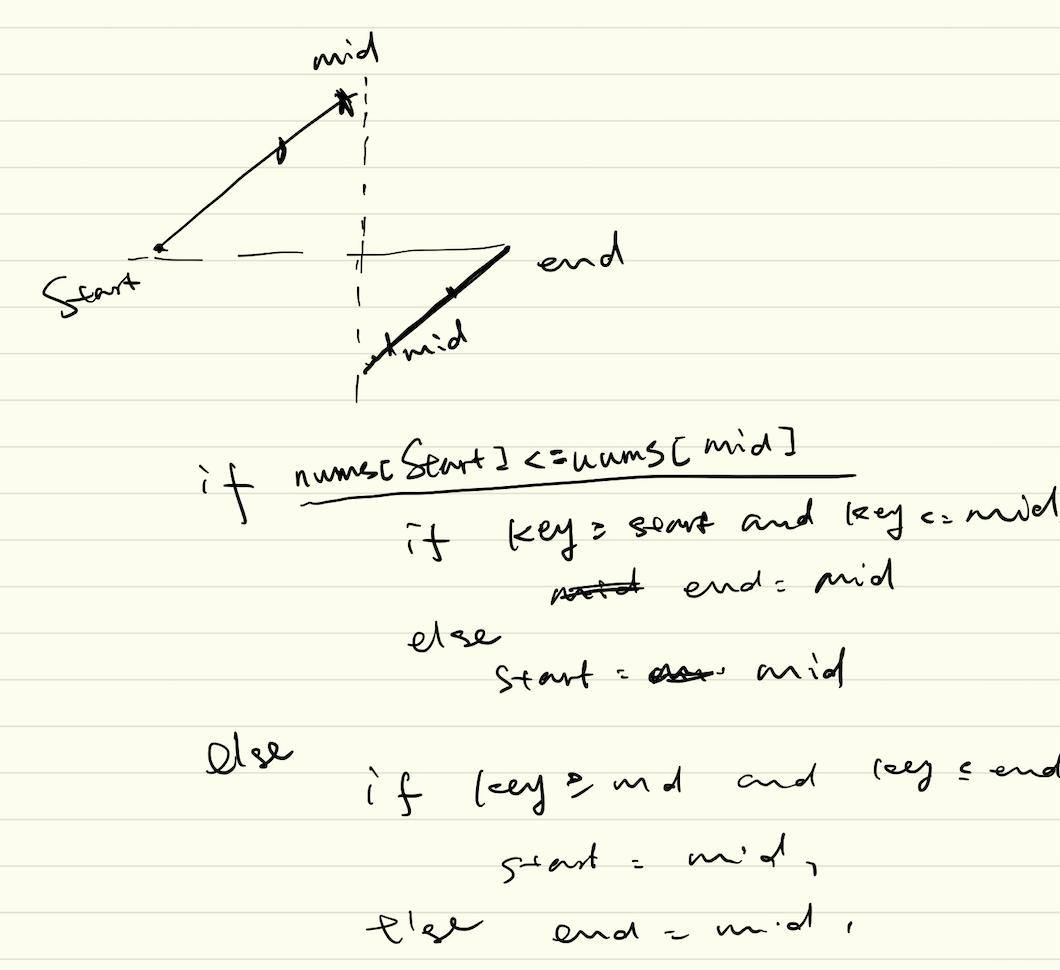 mid
end
Start
mid
if nums[Start] <= nums[mid]
if key ≥ start and key <= mid
end = mid
else
start = mid
else
if key ≥ md and key ≤ end
start = mid,
else end = mid,